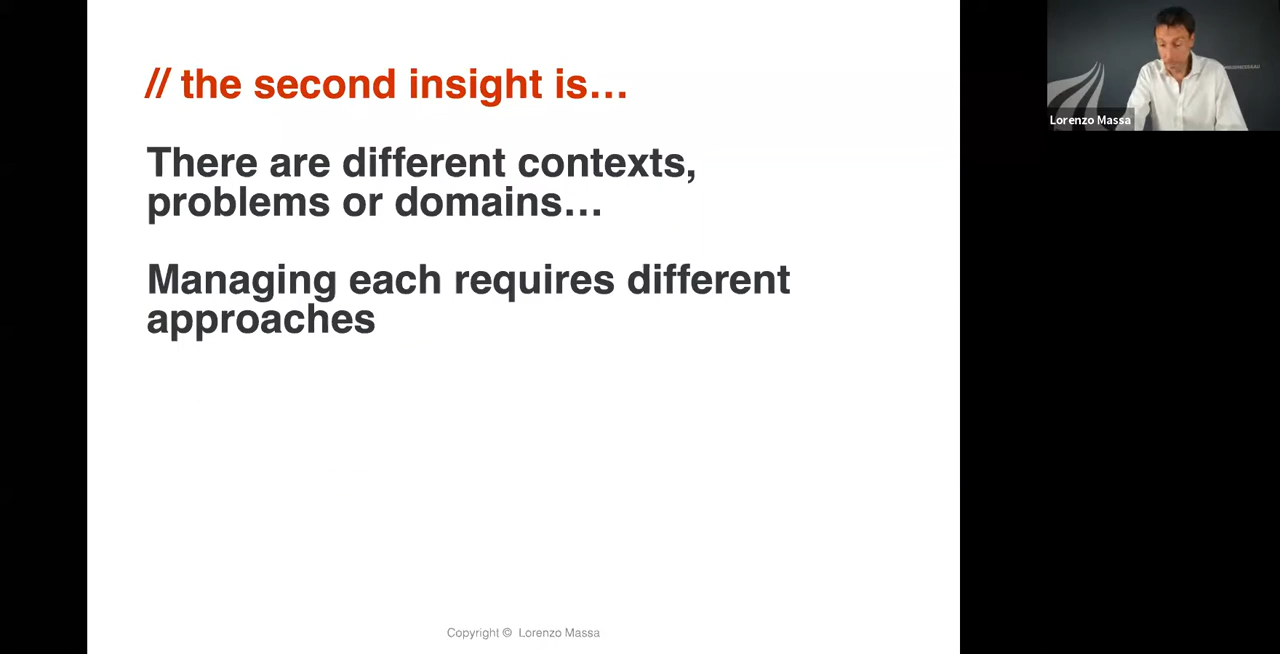 // the second insight is…
There are different contexts,
problems or domains…
Managing each requires different
approaches
Copyright © Lorenzo Massa
Lorenzo Massa